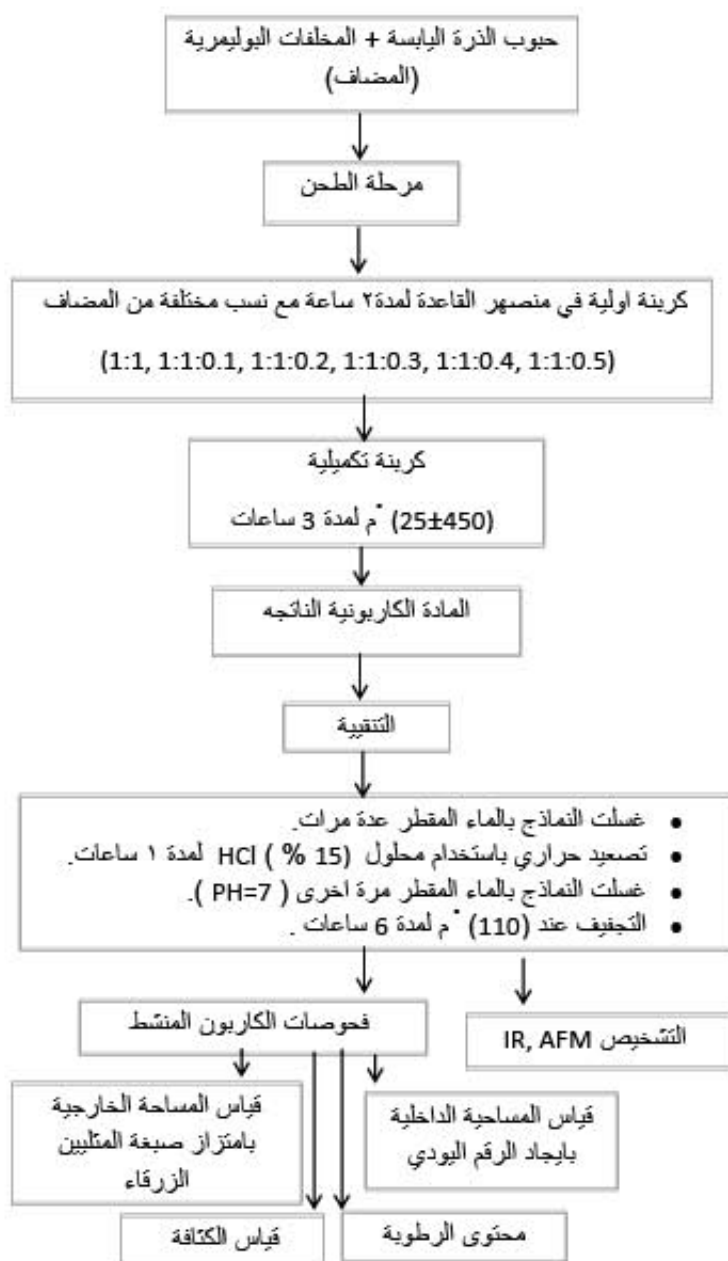 حبوب الذرة اليابسة + المخلفات البوليمرية
(المضاف)
مرحلة الطحن
كربنة اولية في منصهر القاعدة لمدة٢ ساعة مع نسب مختلفة من المضاف
(1:1, 1:1:0.1, 1:1:0.2, 1:1:0.3, 1:1:0.4, 1:1:0.5)
كربنة تكميلية
(25±450) ْم لمدة 3 ساعات
المادة الكاربونية الناتجه
التنقيية
● غسلت النماذج بالماء المقطر عدة مرات.
● تصعيد حراري باستخدام محلول HCl ( % 15) لمدة ١ ساعات.
● غسلت النماذج بالماء المقطر مرة اخرى ( PH=7 ).
● التجفيف عند (110) ْم لمدة 6 ساعات .
التشخيص IR, AFM
فحوصات الكاربون المنشط
قياس المساحية الداخلية
بايجاد الرقم اليودي
قياس المساحة الخارجية
بامتزاز صبغة المثليين
الزرقاء
محتوى الرطوبة
قياس الكثافة